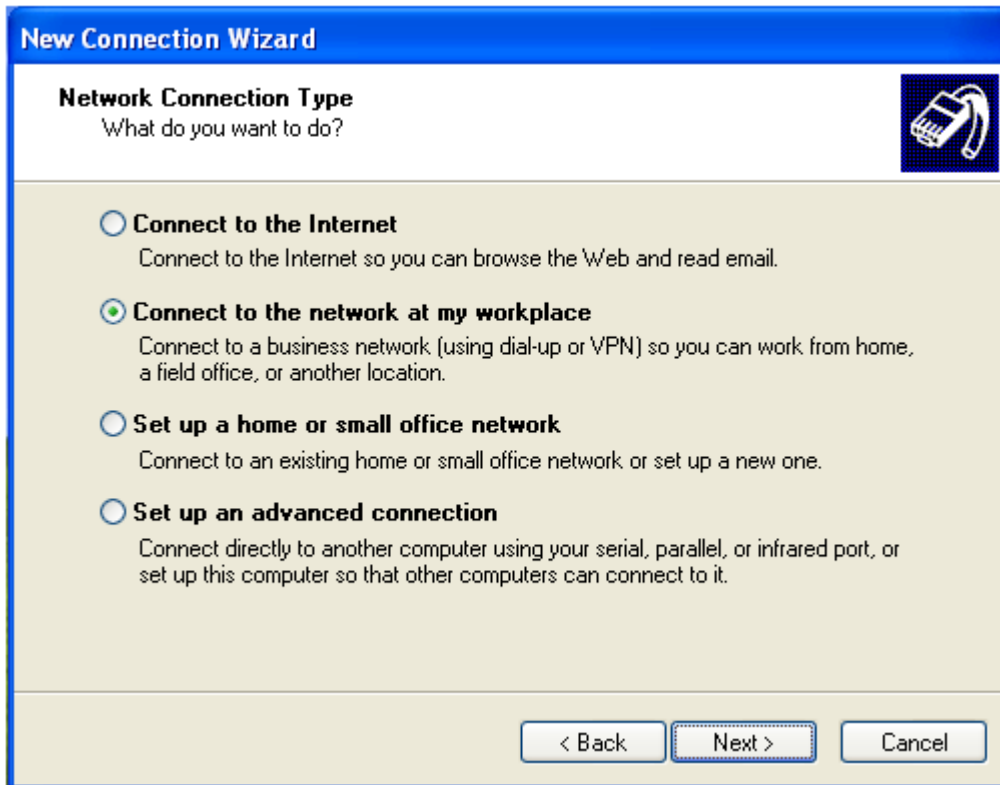 New Connection Wizard
Network Connection Type
What do you want to do?
Connect to the Internet
Connect to the Internet so you can browse the Web and read email.
Connect to the network at my workplace
Connect to a business network (using dial-up or VPN) so you can work from home,
a field office, or another location.
Set up a home or small office network
Connect to an existing home or small office network or set up a new one.
Set up an advanced connection
Connect directly to another computer using your serial, parallel, or infrared port, or
set up this computer so that other computers can connect to it.
< Back Next > Cancel